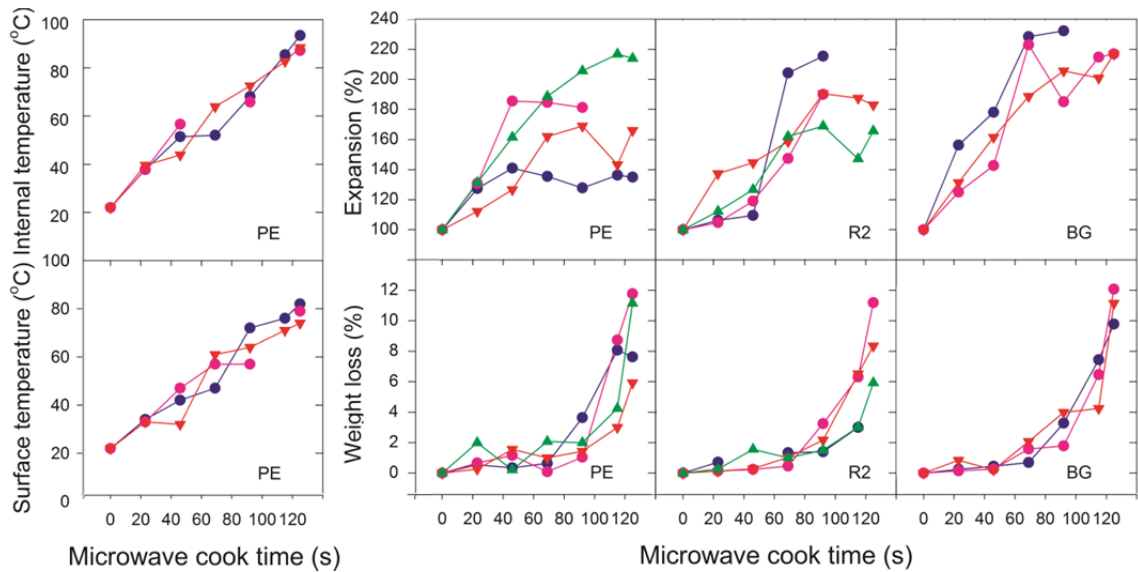 Internal temperature (°C)
100
80
60
40
20
PE
Surface temperature (°C)
0
80
60
40
20
0
PE
0 20 40 60 80 100 120
Microwave cook time (s)
Expansion (%)
240
220
200
180
160
140
120
100
PE
R2
BG
Weight loss (%)
12
10
8
6
4
2
0
PE
R2
BG
0 20 40 60 80 100 120
0 20 40 60 80 100 120
0 20 40 60 80 100 120
Microwave cook time (s)